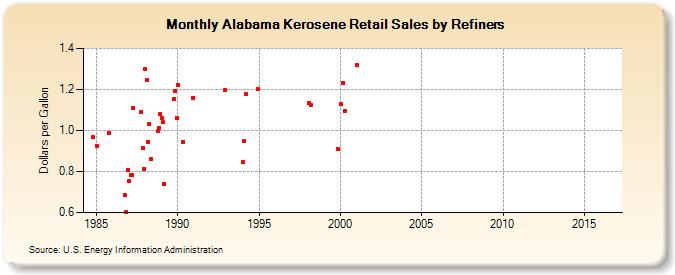 Monthly Alabama Kerosene Retail Sales by Refiners
Dollars per Gallon
1.4
1.2
1.0
0.8
0.6
1985 1990 1995 2000 2005 2010 2015
Source: U.S. Energy Information Administration